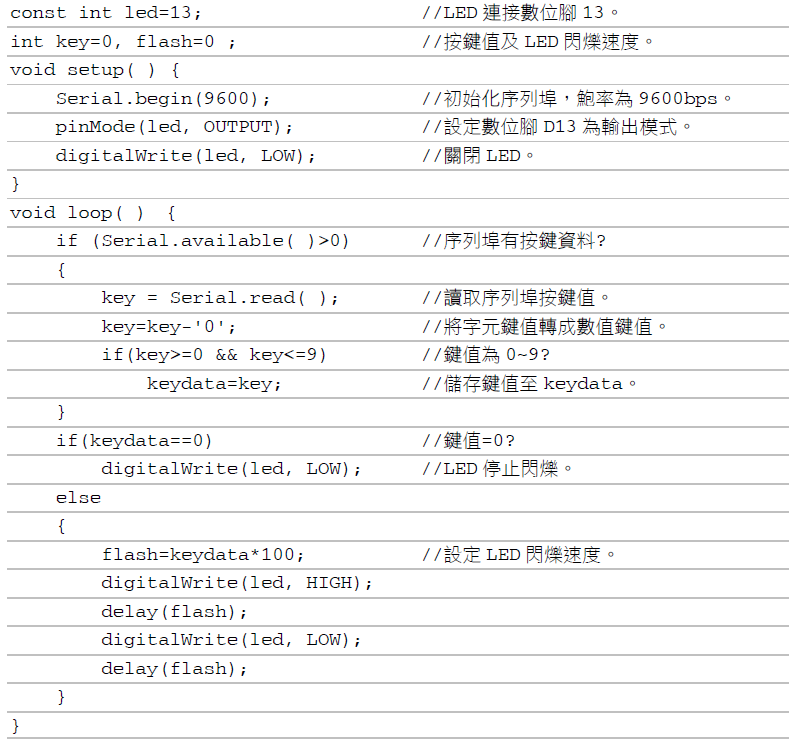 const int led=13; //LED 連接數位腳 13。
int key=0, flash=0 ; //按鍵值及 LED 閃爍速度。
void setup( ) {
    Serial.begin(9600); //初始化序列埠，鮑率為 9600bps。
    pinMode(led, OUTPUT); //設定數位腳 D13 為輸出模式。
    digitalWrite(led, LOW); //關閉 LED。
}
void loop( ) {
    if (Serial.available( )>0) //序列埠有按鍵資料?
    {
        key = Serial.read( ); //讀取序列埠按鍵值。
        key=key-'0'; //將字元鍵值轉成數值鍵值。
        if(key>=0 && key<=9) //鍵值為 0~9?
            keydata=key; //儲存鍵值至 keydata。
    }
    if(keydata==0) //鍵值=0?
        digitalWrite(led, LOW); //LED 停止閃爍。
    else
    {
        flash=keydata*100; //設定 LED 閃爍速度。
        digitalWrite(led, HIGH);
        delay(flash);
        digitalWrite(led, LOW);
        delay(flash);
    }
}